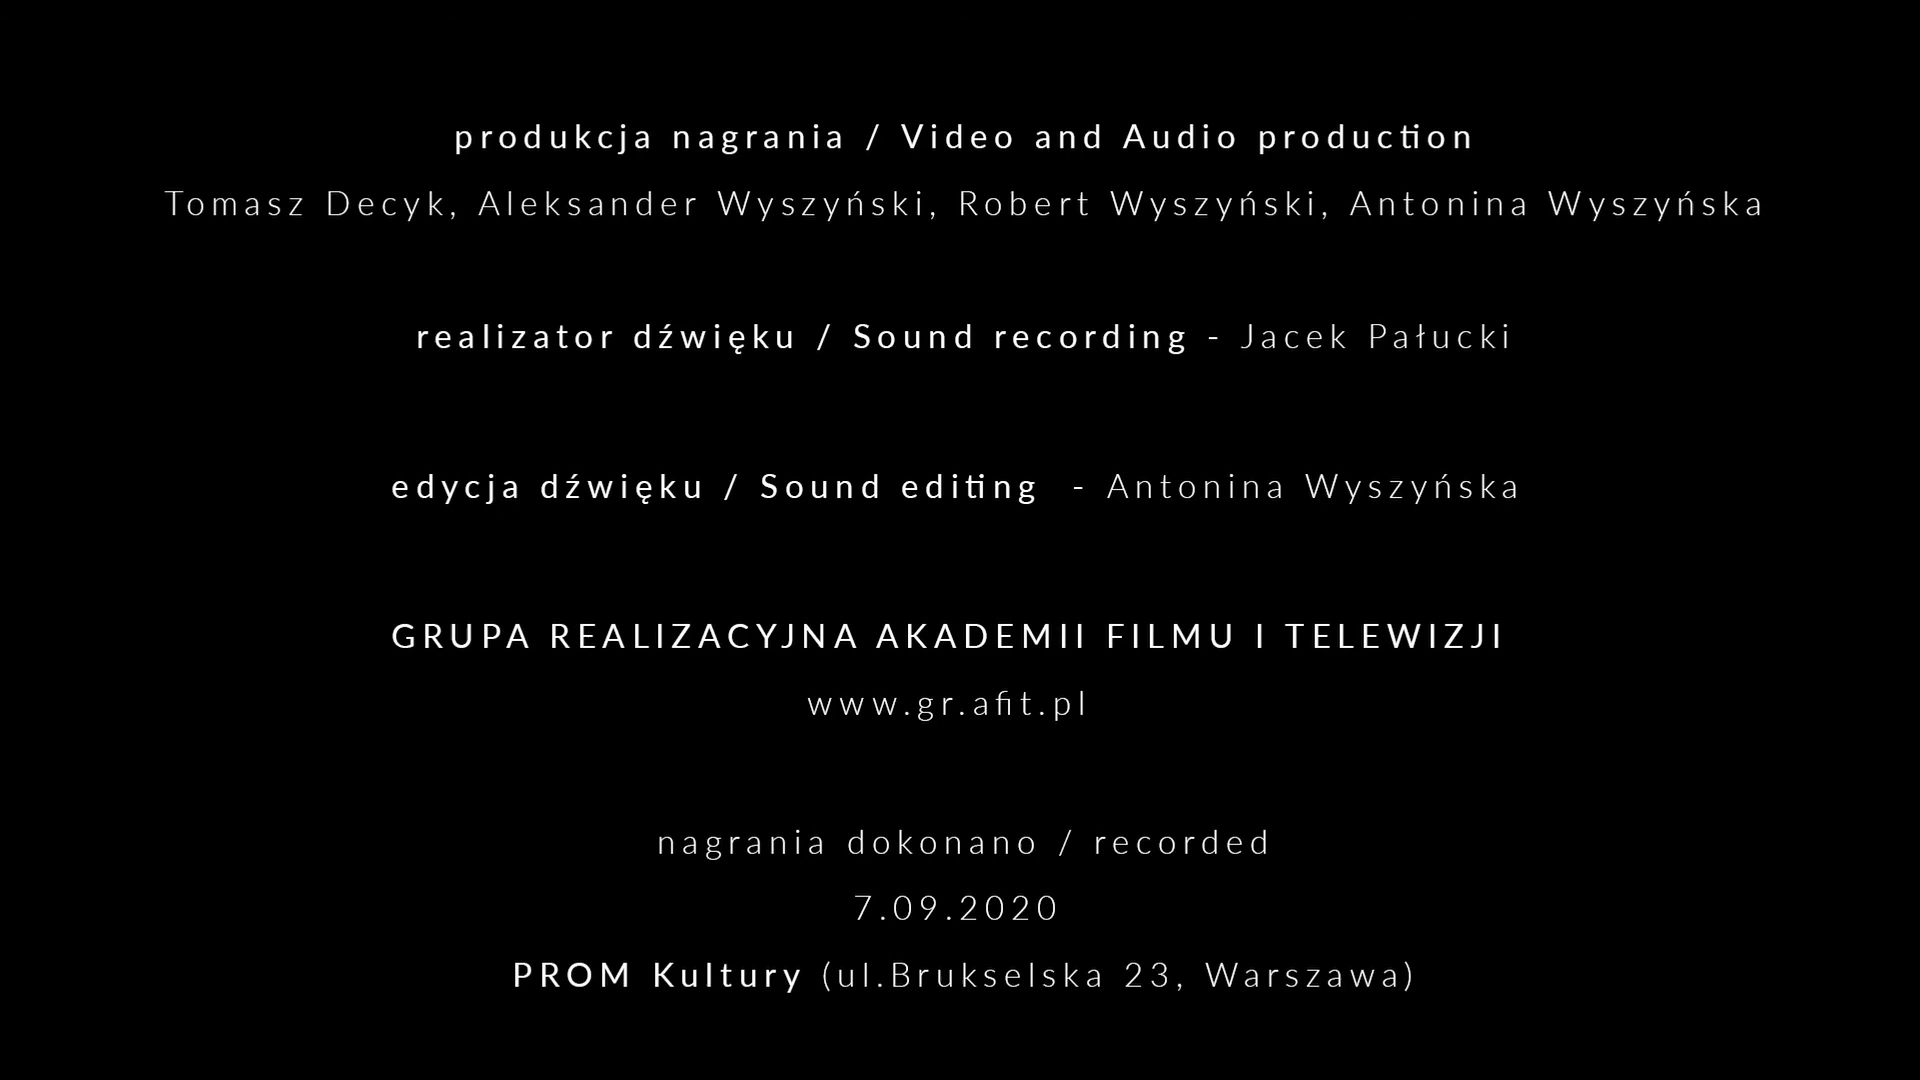 produkcja nagrania / Video and Audio production
Tomasz Decyk, Aleksander Wyszyński, Robert Wyszyński, Antonina Wyszyńska
realizator dźwięku / Sound recording - Jacek Pałucki
edycja dźwięku / Sound editing - Antonina Wyszyńska
GRUPA REALIZACYJNA AKADEMII FILMU I TELEWIZJI
www.gr.afit.pl
nagrania dokonano / recorded
7.09.2020
PROM Kultury (ul.Brukselska 23, Warszawa)